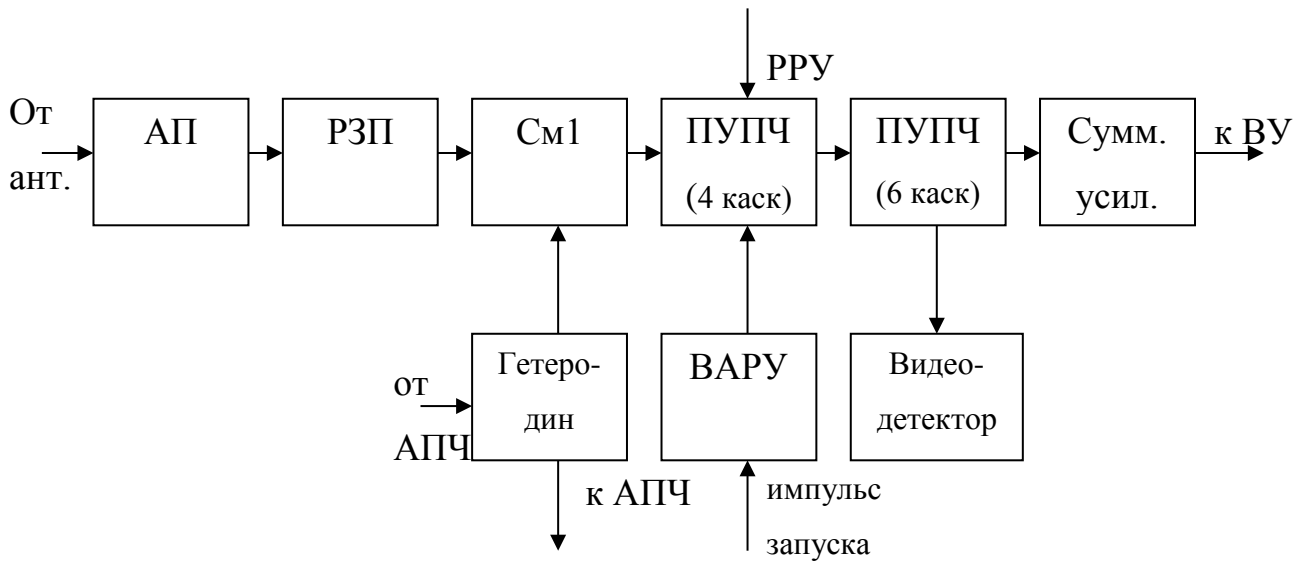 РРУ
От
ант.
АП
РЗП
См1
ПУПЧ
(4 каск)
ПУПЧ
(6 каск)
Сумм.
усил.
к ВУ
от
АПЧ
Гетеро-
дин
ВАРУ
Видео-
детектор
к АПЧ
импульс
запуска